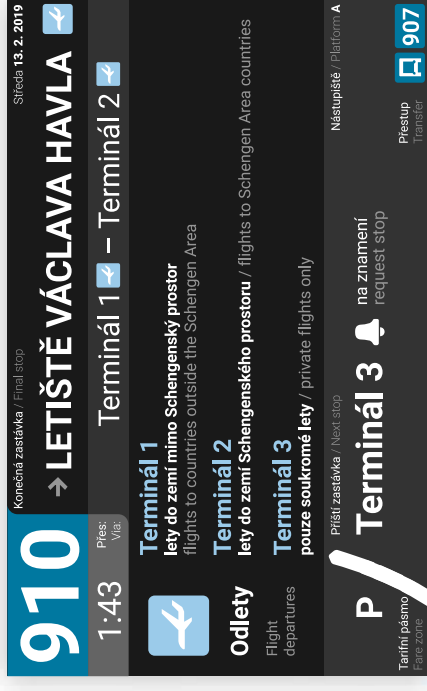 910
Konečná zastávka / Final stop
Středa 13. 2. 2019
→ LETIŠTĚ VÁCLAVA HAVLA
1:43
Přes:
Via:
Terminál 1 – Terminál 2
Odlety
Flight
departures
Terminál 1
lety do zemí mimo Schengenský prostor
flights to countries outside the Schengen Area
Terminál 2
lety do zemí Schengenského prostoru / flights to Schengen Area countries
Terminál 3
pouze soukromé lety / private flights only
Příští zastávka / Next stop
Nástupiště / Platform A
P
Terminál 3
na znamení
request stop
Tarifní pásmo
Fare zone
Přestup
Transfer
907